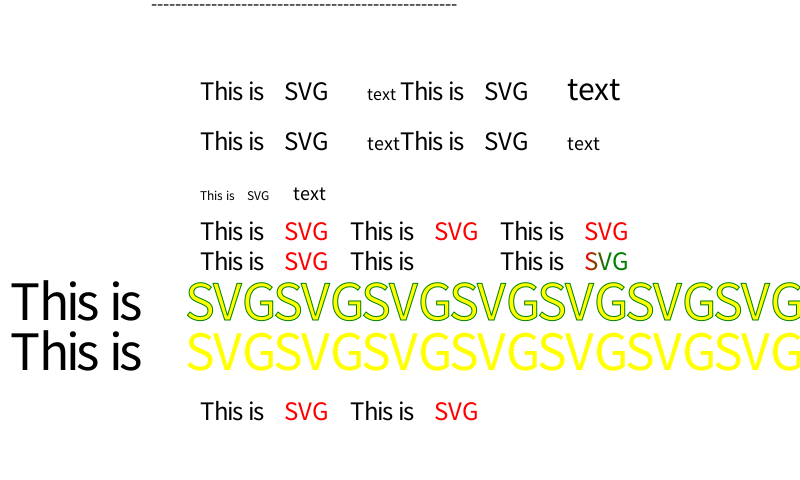 ---------------------------------------------------
This is SVG text This is SVG text
This is SVG textThis is SVG text
This is SVG text
This is SVG This is SVG This is SVG
This is SVG This is This is SVG
This is SVGSVGSVGSVGSVGSVGSVG
This is SVGSVGSVGSVGSVGSVGSVG
This is SVG This is SVG